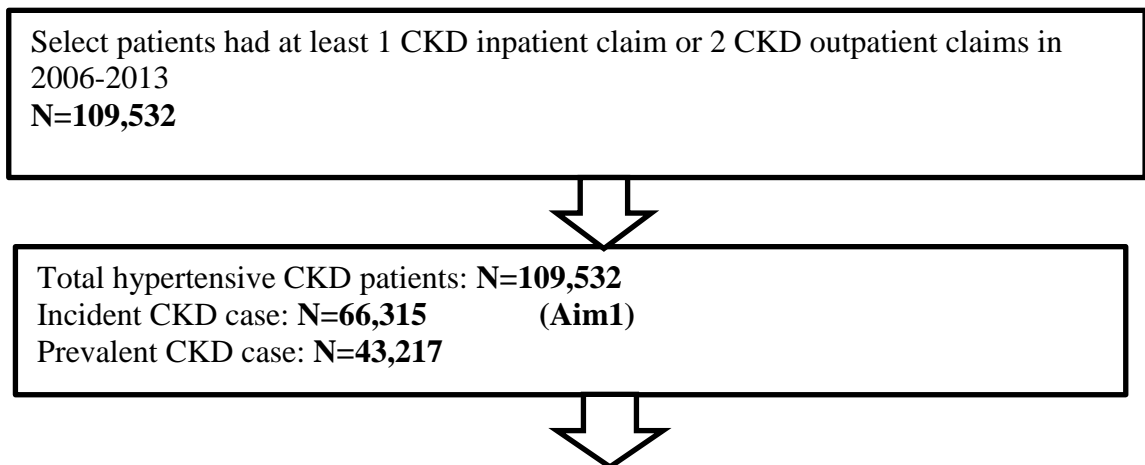 Select patients had at least 1 CKD inpatient claim or 2 CKD outpatient claims in
2006-2013
N=109,532
Total hypertensive CKD patients: N=109,532
Incident CKD case: N=66,315 (Aim1)
Prevalent CKD case: N=43,217